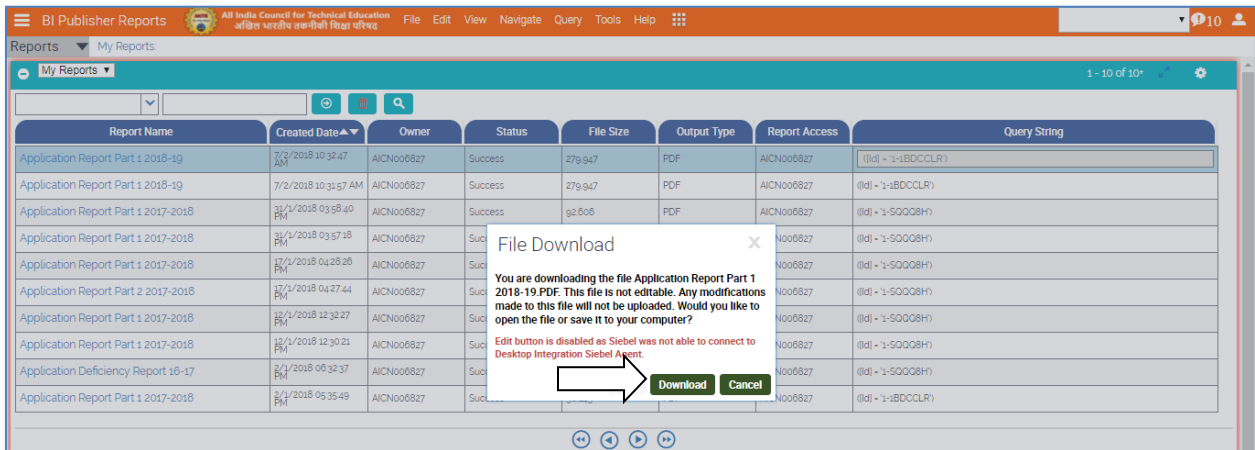 BI Publisher Reports
All India Council for Technical Education
अखिल भारतीय तकनीकी शिक्षा परिषद्
File Edit View Navigate Query Tools Help
10
Reports My Reports:
My Reports
1 - 10 of 10+
Report Name Created Date Owner Status File Size Output Type Report Access Query String
Application Report Part 1 2018-19 7/2/2018 10:32:47 AM AICN006827 Success 279,947 PDF AICN006827 ([Id] = '1-1BDCCLR')
Application Report Part 1 2018-19 7/2/2018 10:31:57 AM AICN006827 Success 279,947 PDF AICN006827 ([Id] = '1-1BDCCLR')
Application Report Part 1 2017-2018 31/1/2018 03:58:40 PM AICN006827 Success 92,606 PDF AICN006827 ([Id] = '1-SQQQ8H')
Application Report Part 1 2017-2018 31/1/2018 03:57:18 PM AICN006827 ([Id] = '1-SQQQ8H')
Application Report Part 1 2017-2018 17/1/2018 04:28:26 PM AICN006827 ([Id] = '1-SQQQ8H')
Application Report Part 2 2017-2018 17/1/2018 04:27:44 PM AICN006827 ([Id] = '1-SQQQ8H')
Application Report Part 1 2017-2018 12/1/2018 12:32:27 PM AICN006827 ([Id] = '1-SQQQ8H')
Application Report Part 1 2017-2018 12/1/2018 12:30:21 PM AICN006827 ([Id] = '1-SQQQ8H')
Application Deficiency Report 16-17 2/1/2018 06:32:37 PM AICN006827 ([Id] = '1-SQQQ8H')
Application Report Part 1 2017-2018 2/1/2018 05:35:49 PM AICN006827 ([Id] = '1-1BDCCLR')
File Download X
You are downloading the file Application Report Part 1
2018-19.PDF. This file is not editable. Any modifications
made to this file will not be uploaded. Would you like to
open the file or save it to your computer?
Edit button is disabled as Siebel was not able to connect to
Desktop Integration Siebel Agent.
Download Cancel